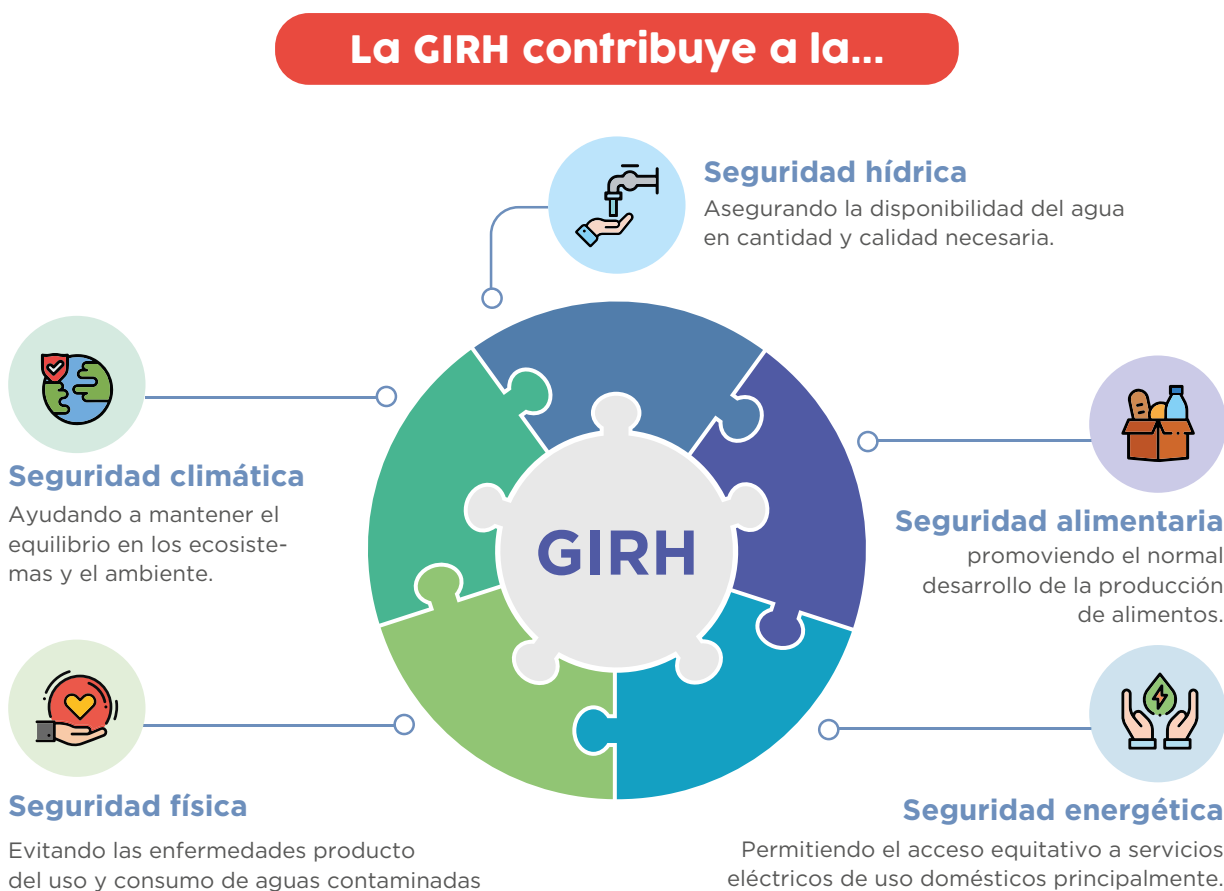 La GIRH contribuye a la...
Seguridad hídrica
Asegurando la disponibilidad del agua
en cantidad y calidad necesaria.
Seguridad climática
Ayudando a mantener el
equilibrio en los ecosiste-
mas y el ambiente.
GIRH
Seguridad alimentaria
promoviendo el normal
desarrollo de la producción
de alimentos.
Seguridad física
Evitando las enfermedades producto
del uso y consumo de aguas contaminadas
Seguridad energética
Permitiendo el acceso equitativo a servicios
eléctricos de uso domésticos principalmente.